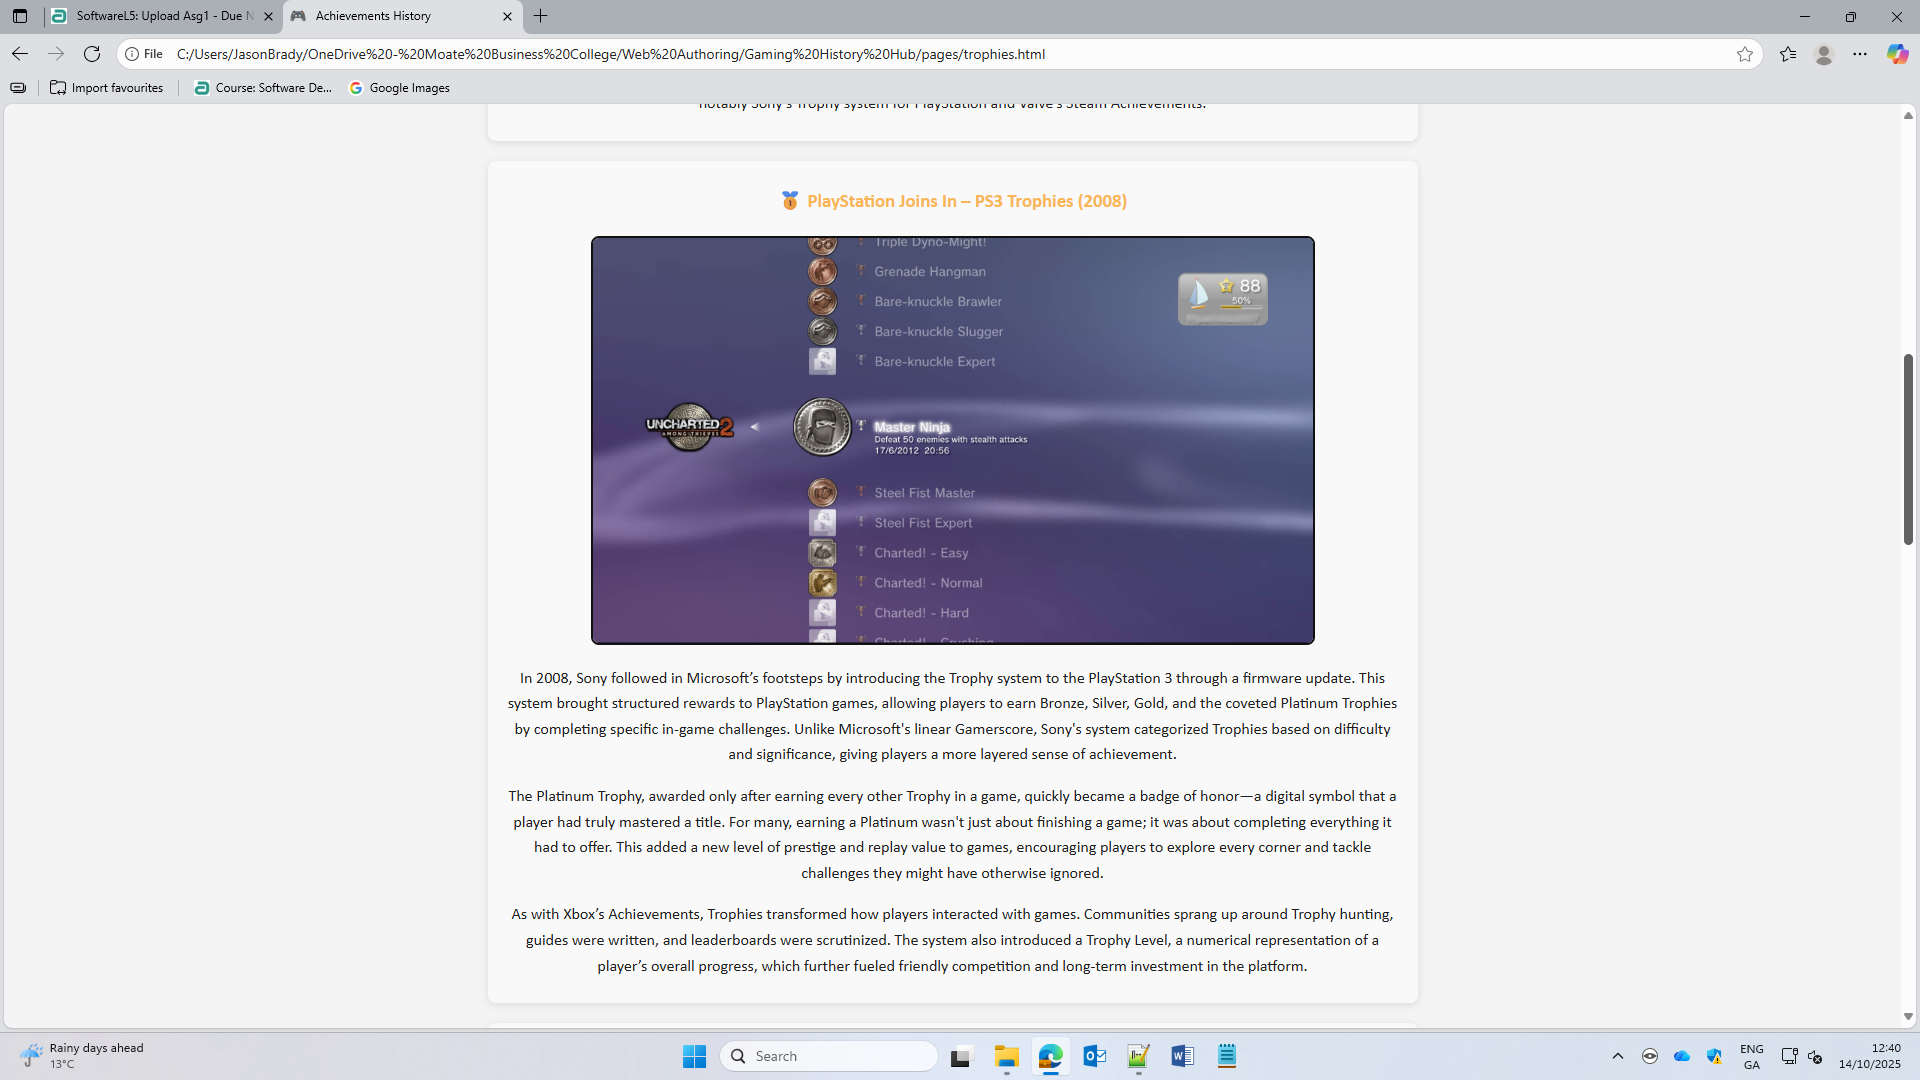 SoftwareL5: Upload Asg1 - Due N
Achievements History
File
C:/Users/JasonBrady/OneDrive%20-%20Moate%20Business%20College/Web%20Authoring/Gaming%20History%20Hub/pages/trophies.html
Import favourites
Course: Software De...
Google Images
notably Sony's Trophy system for PlayStation and Valve's Steam Achievements.
PlayStation Joins In – PS3 Trophies (2008)
Triple Dyno-Might!
Grenade Hangman
Bare-knuckle Brawler
Bare-knuckle Slugger
Bare-knuckle Expert
88
50%
UNCHARTED 2
AMONG THIEVES
Master Ninja
Defeat 50 enemies with stealth attacks
17/6/2012 20:56
Steel Fist Master
Steel Fist Expert
Charted! - Easy
Charted! - Normal
Charted! - Hard
Charted! - Crushing
In 2008, Sony followed in Microsoft’s footsteps by introducing the Trophy system to the PlayStation 3 through a firmware update. This
system brought structured rewards to PlayStation games, allowing players to earn Bronze, Silver, Gold, and the coveted Platinum Trophies
by completing specific in-game challenges. Unlike Microsoft's linear Gamerscore, Sony's system categorized Trophies based on difficulty
and significance, giving players a more layered sense of achievement.
The Platinum Trophy, awarded only after earning every other Trophy in a game, quickly became a badge of honor—a digital symbol that a
player had truly mastered a title. For many, earning a Platinum wasn't just about finishing a game; it was about completing everything it
had to offer. This added a new level of prestige and replay value to games, encouraging players to explore every corner and tackle
challenges they might have otherwise ignored.
As with Xbox’s Achievements, Trophies transformed how players interacted with games. Communities sprang up around Trophy hunting,
guides were written, and leaderboards were scrutinized. The system also introduced a Trophy Level, a numerical representation of a
player’s overall progress, which further fueled friendly competition and long-term investment in the platform.
Rainy days ahead
13°C
Search
ENG
GA
12:40
14/10/2025